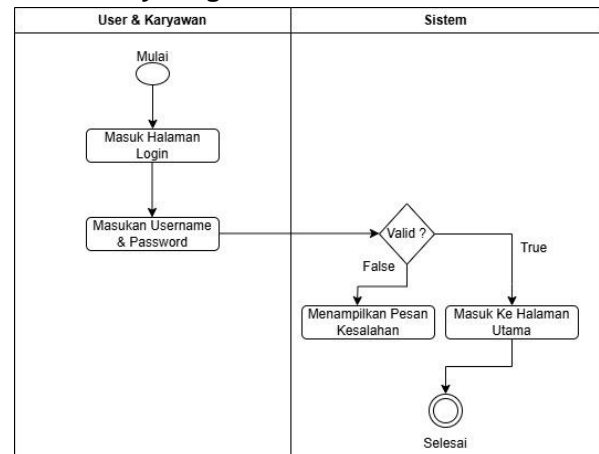 User & Karyawan
Sistem
Mulai
Masuk Halaman
Login
Masukan Username
& Password
Valid ?
True
False
Menampilkan Pesan
Kesalahan
Masuk Ke Halaman
Utama
Selesai